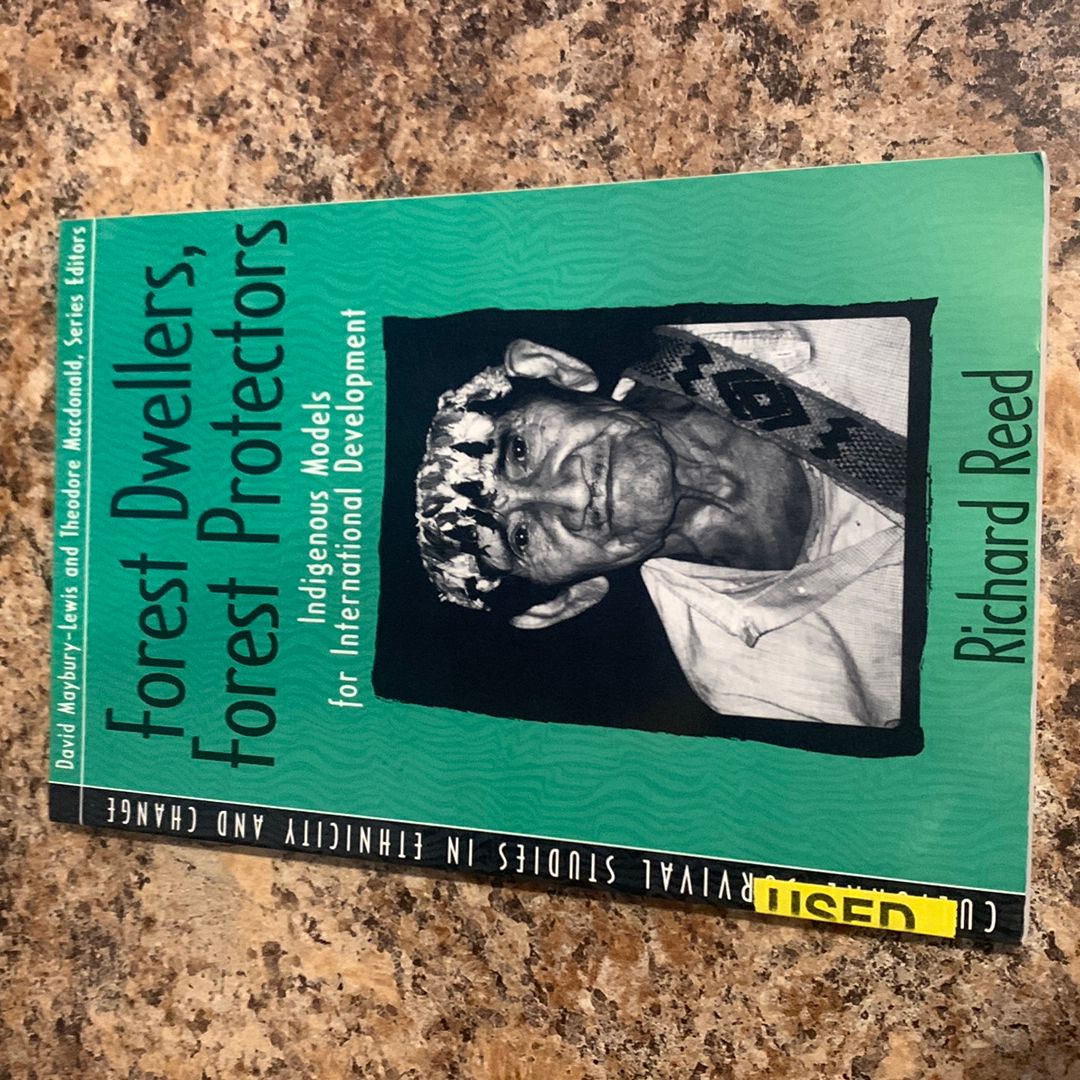 David Maybury-Lewis and Theodore Macdonald, Series Editors
Forest Dwellers,
Forest Protectors
Indigenous Models
for International Development
Richard Reed
SURVIVAL STUDIES IN ETHNICITY AND CHANGE
USED